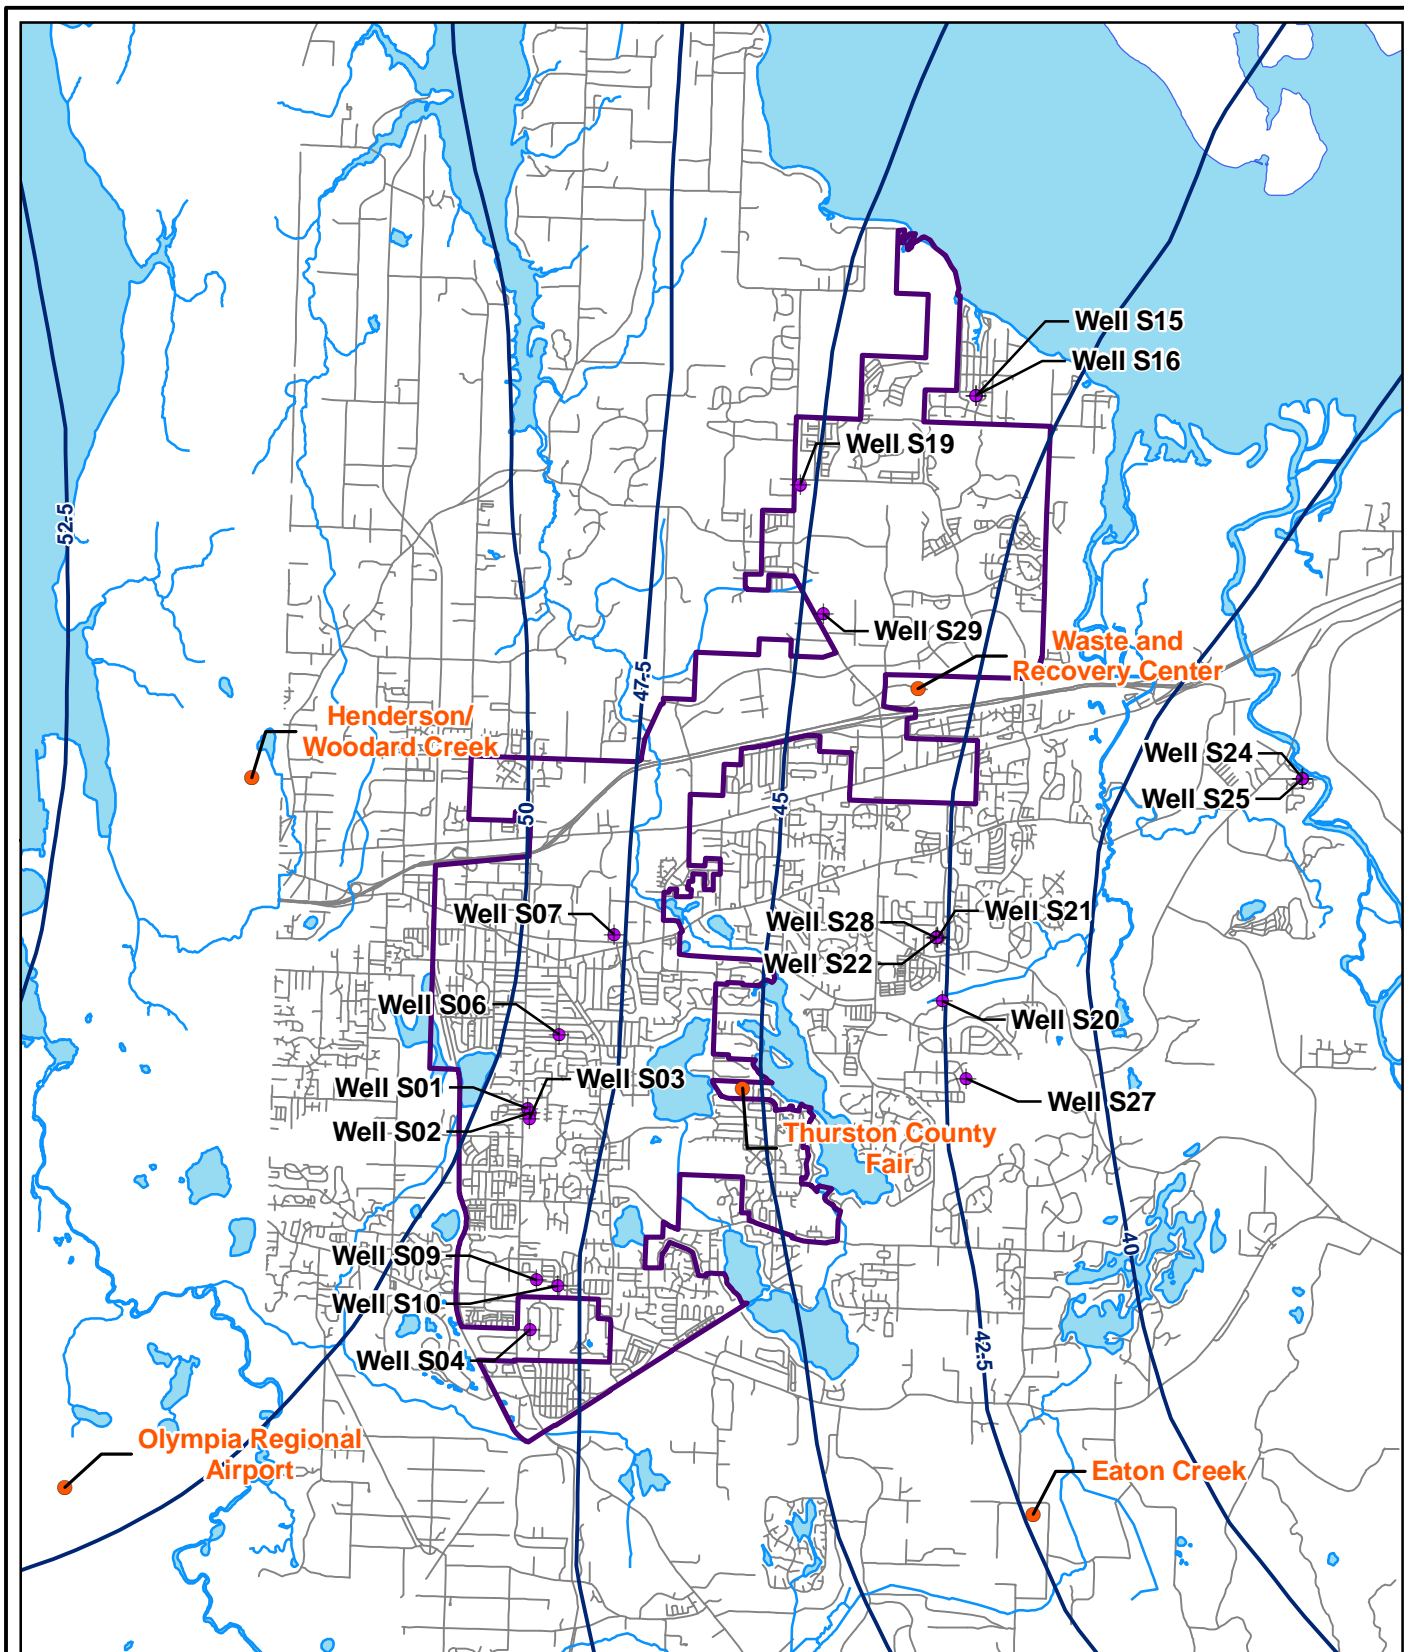 Well S15
Well S16
Well S19
52.5
Well S29
Waste and
Recovery Center
47.5
Henderson/
Woodard Creek
Well S24
Well S25
50
45
Well S07
Well S28
Well S21
Well S22
Well S06
Well S20
Well S03
Well S01
Well S27
Well S02
Thurston County
Fair
Well S09
40
Well S10
42.5
Well S04
Olympia Regional
Airport
Eaton Creek